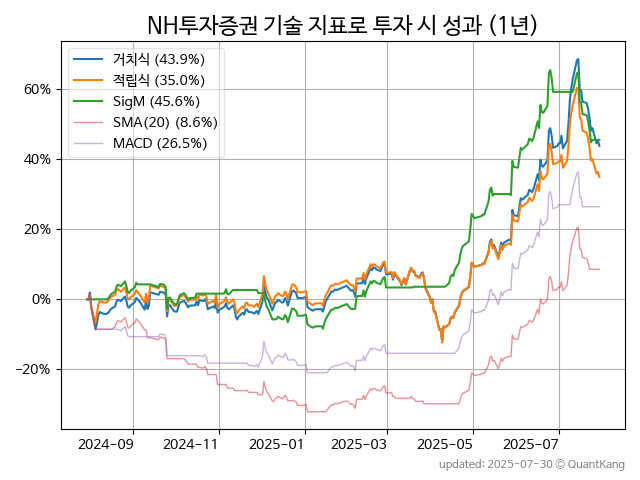 NH투자증권 기술 지표로 투자 시 성과 (1년)
거치식 (43.9%)
적립식 (35.0%)
SigM (45.6%)
SMA(20) (8.6%)
MACD (26.5%)
60%
40%
20%
0%
−20%
2024-09 2024-11 2025-01 2025-03 2025-05 2025-07
updated: 2025-07-30 © QuantKang